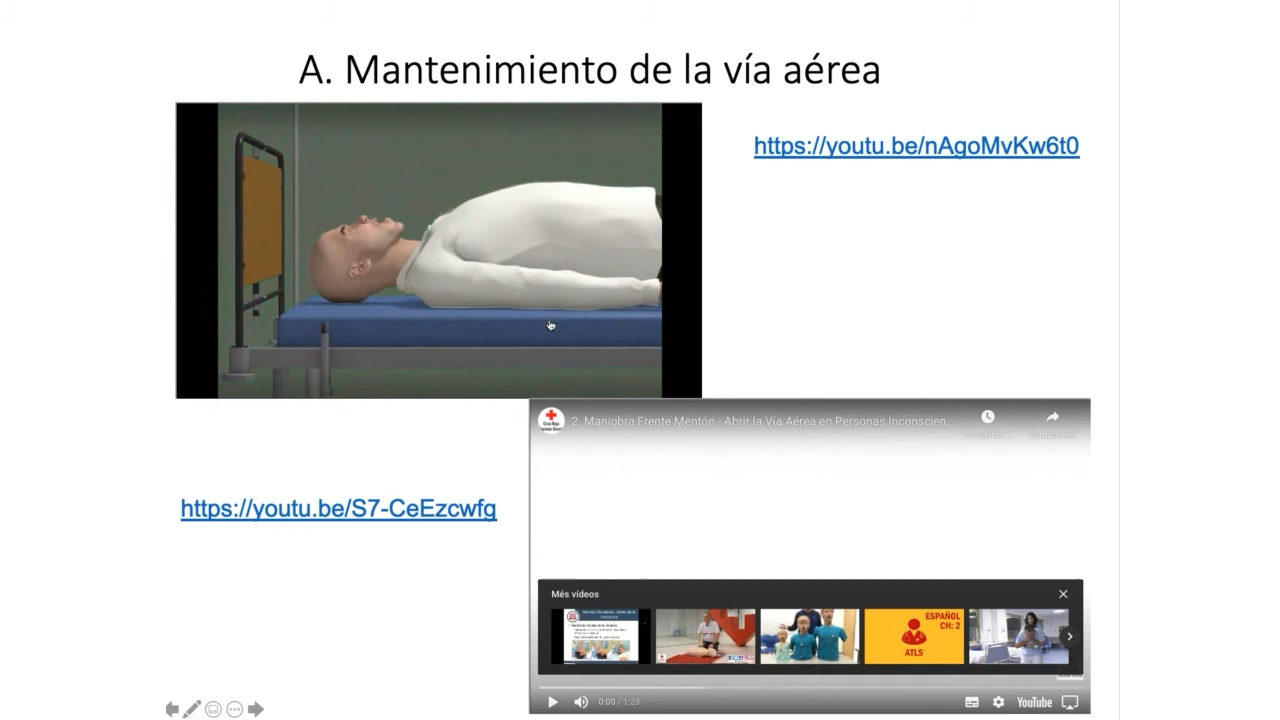 A. Mantenimiento de la vía aérea
https://youtu.be/nAgoMvKw6t0
2. Maniobra Frente Mentón - Abrir la Vía Aérea en Personas Inconscien...
https://youtu.be/S7-CeEzcwfg
Més vídeos
ESPAÑOL
CH: 2
ATLS
0:00 / 1:23
YouTube